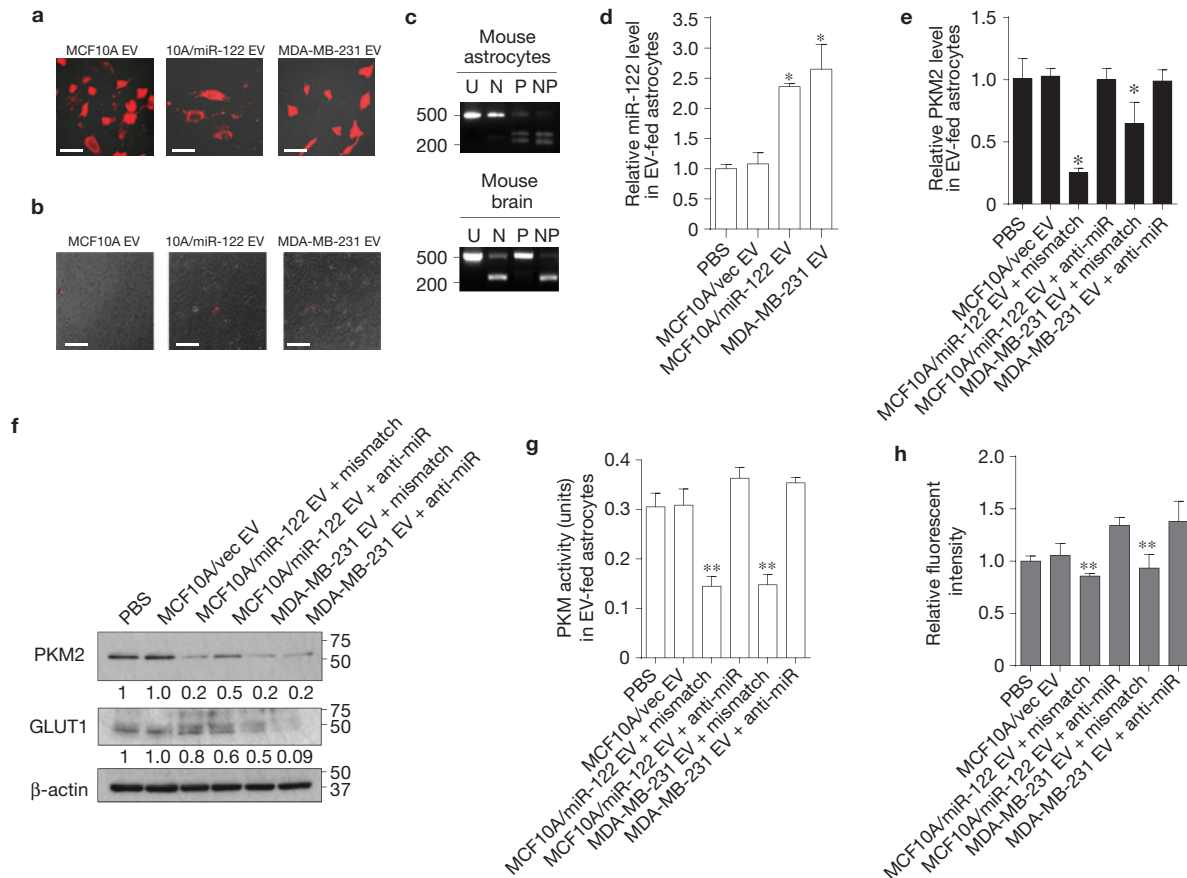 a
MCF10A EV
10A/miR-122 EV
MDA-MB-231 EV
b
MCF10A EV
10A/miR-122 EV
MDA-MB-231 EV
c
Mouse
astrocytes
U N P NP
500
200
Mouse
brain
U N P NP
500
200
d
Relative miR-122 level
in EV-fed astrocytes
3.5
3.0
2.5
2.0
1.5
1.0
0.5
0.0
*
*
PBS
MCF10A/vec EV
MCF10A/miR-122 EV
MDA-MB-231 EV
e
Relative PKM2 level
in EV-fed astrocytes
1.5
1.0
0.5
0
*
*
PBS
MCF10A/vec EV
MCF10A/miR-122 EV + mismatch
MCF10A/miR-122 EV + anti-miR
MDA-MB-231 EV + mismatch
MDA-MB-231 EV + anti-miR
f
PBS
MCF10A/vec EV
MCF10A/miR-122 EV + mismatch
MCF10A/miR-122 EV + anti-miR
MDA-MB-231 EV + mismatch
MDA-MB-231 EV + anti-miR
PKM2
75
50
1 1.0 0.2 0.5 0.2 0.2
GLUT1
75
50
1 1.0 0.8 0.6 0.5 0.09
β-actin
50
37
g
PKM activity (units)
in EV-fed astrocytes
0.4
0.3
0.2
0.1
0
**
**
PBS
MCF10A/vec EV
MCF10A/miR-122 EV + mismatch
MCF10A/miR-122 EV + anti-miR
MDA-MB-231 EV + mismatch
MDA-MB-231 EV + anti-miR
h
Relative fluorescent
intensity
2.0
1.5
1.0
0.5
0
**
**
PBS
MCF10A/vec EV
MCF10A/miR-122 EV + mismatch
MCF10A/miR-122 EV + anti-miR
MDA-MB-231 EV + mismatch
MDA-MB-231 EV + anti-miR